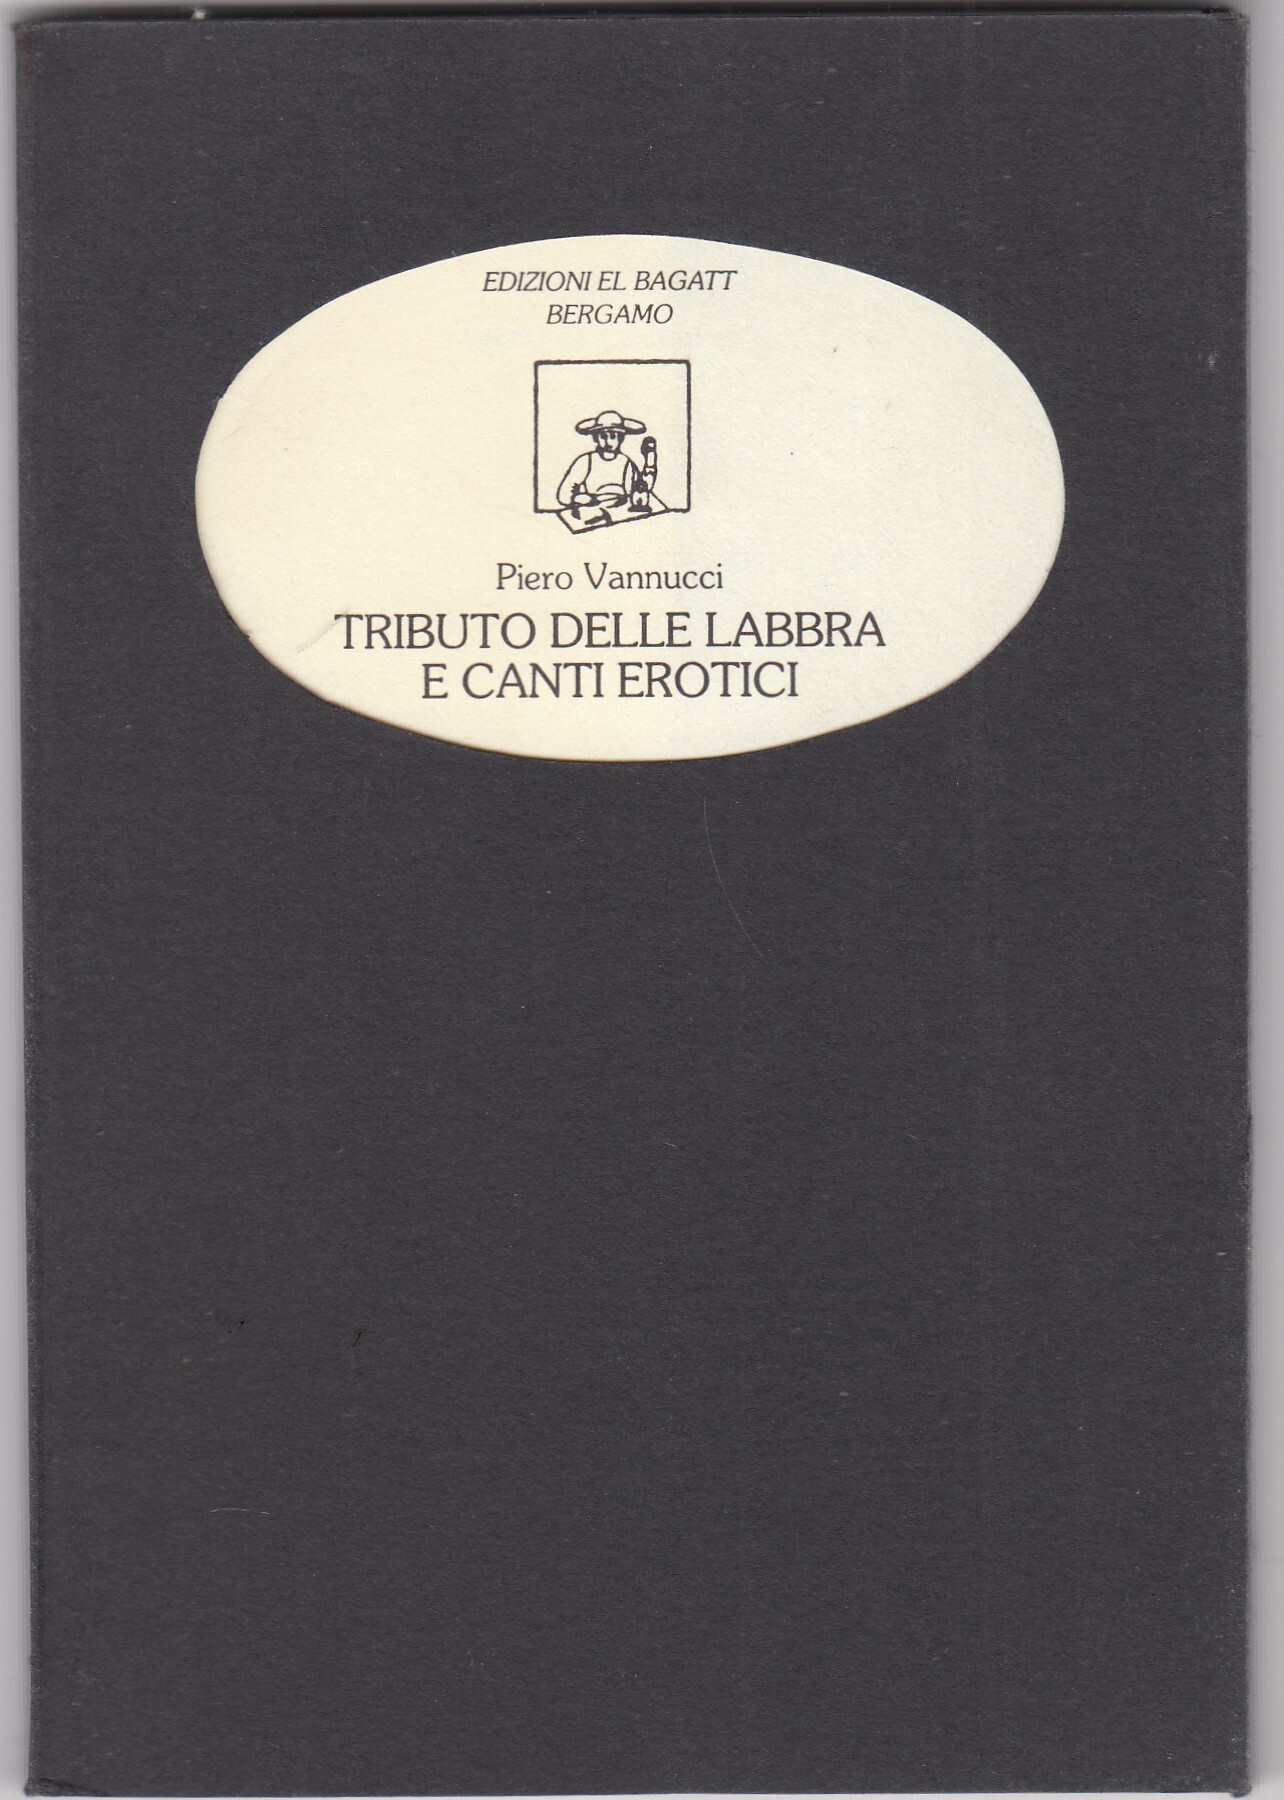 EDIZIONI EL BAGATT
BERGAMO
Piero Vannucci
TRIBUTO DELLE LABBRA
E CANTI EROTICI